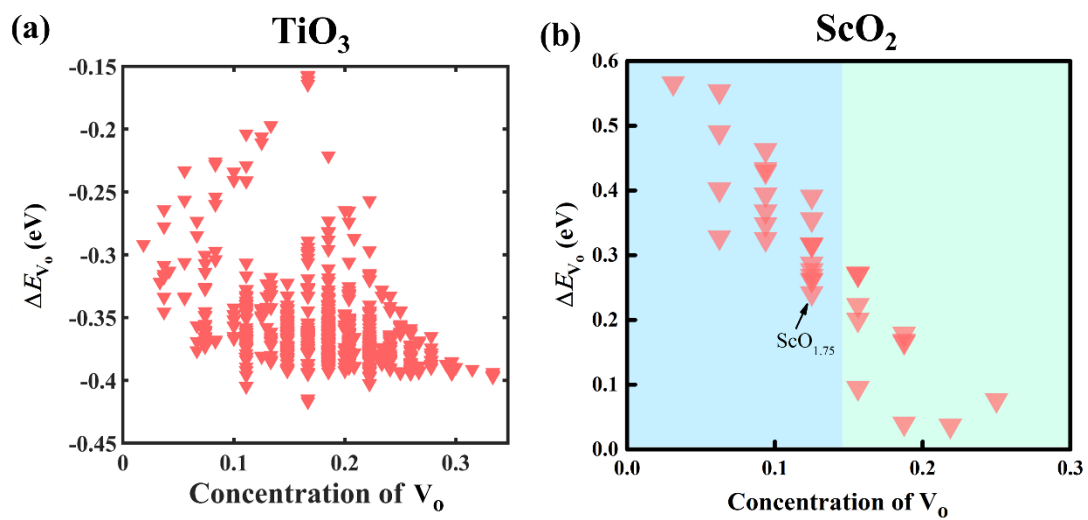 (a)
TiO₃
-0.15
-0.2
-0.25
-0.3
-0.35
-0.4
-0.45
ΔE_Vₒ (eV)
0
0.1
0.2
0.3
Concentration of Vₒ
(b)
ScO₂
0.6
0.5
0.4
0.3
0.2
0.1
0.0
ΔE_Vₒ (eV)
ScO₁.₇₅
0.0
0.1
0.2
0.3
Concentration of Vₒ